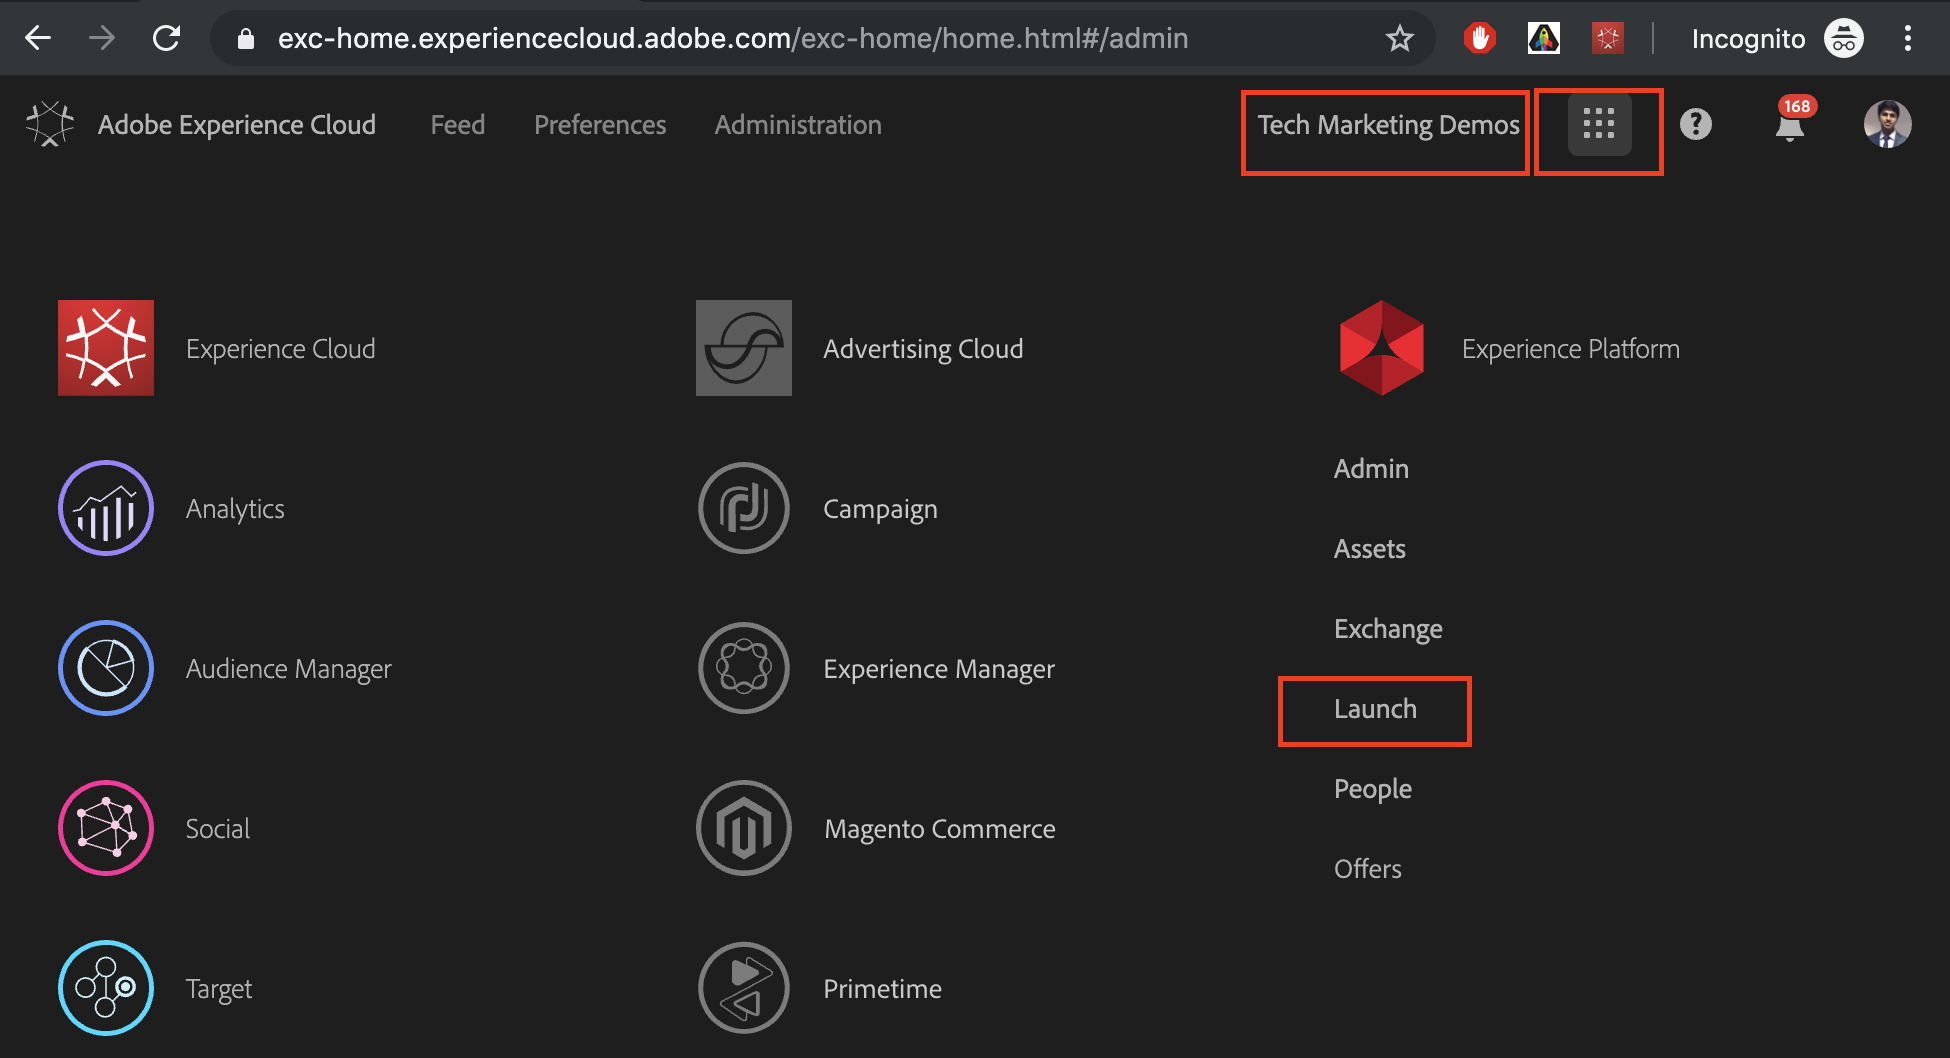 exc-home.experiencecloud.adobe.com/exc-home/home.html#/admin
Incognito
Adobe Experience Cloud Feed Preferences Administration Tech Marketing Demos ? 168
Experience Cloud
Advertising Cloud
Experience Platform
Admin
Analytics
Campaign
Assets
Exchange
Audience Manager
Experience Manager
Launch
People
Social
Magento Commerce
Offers
Target
Primetime